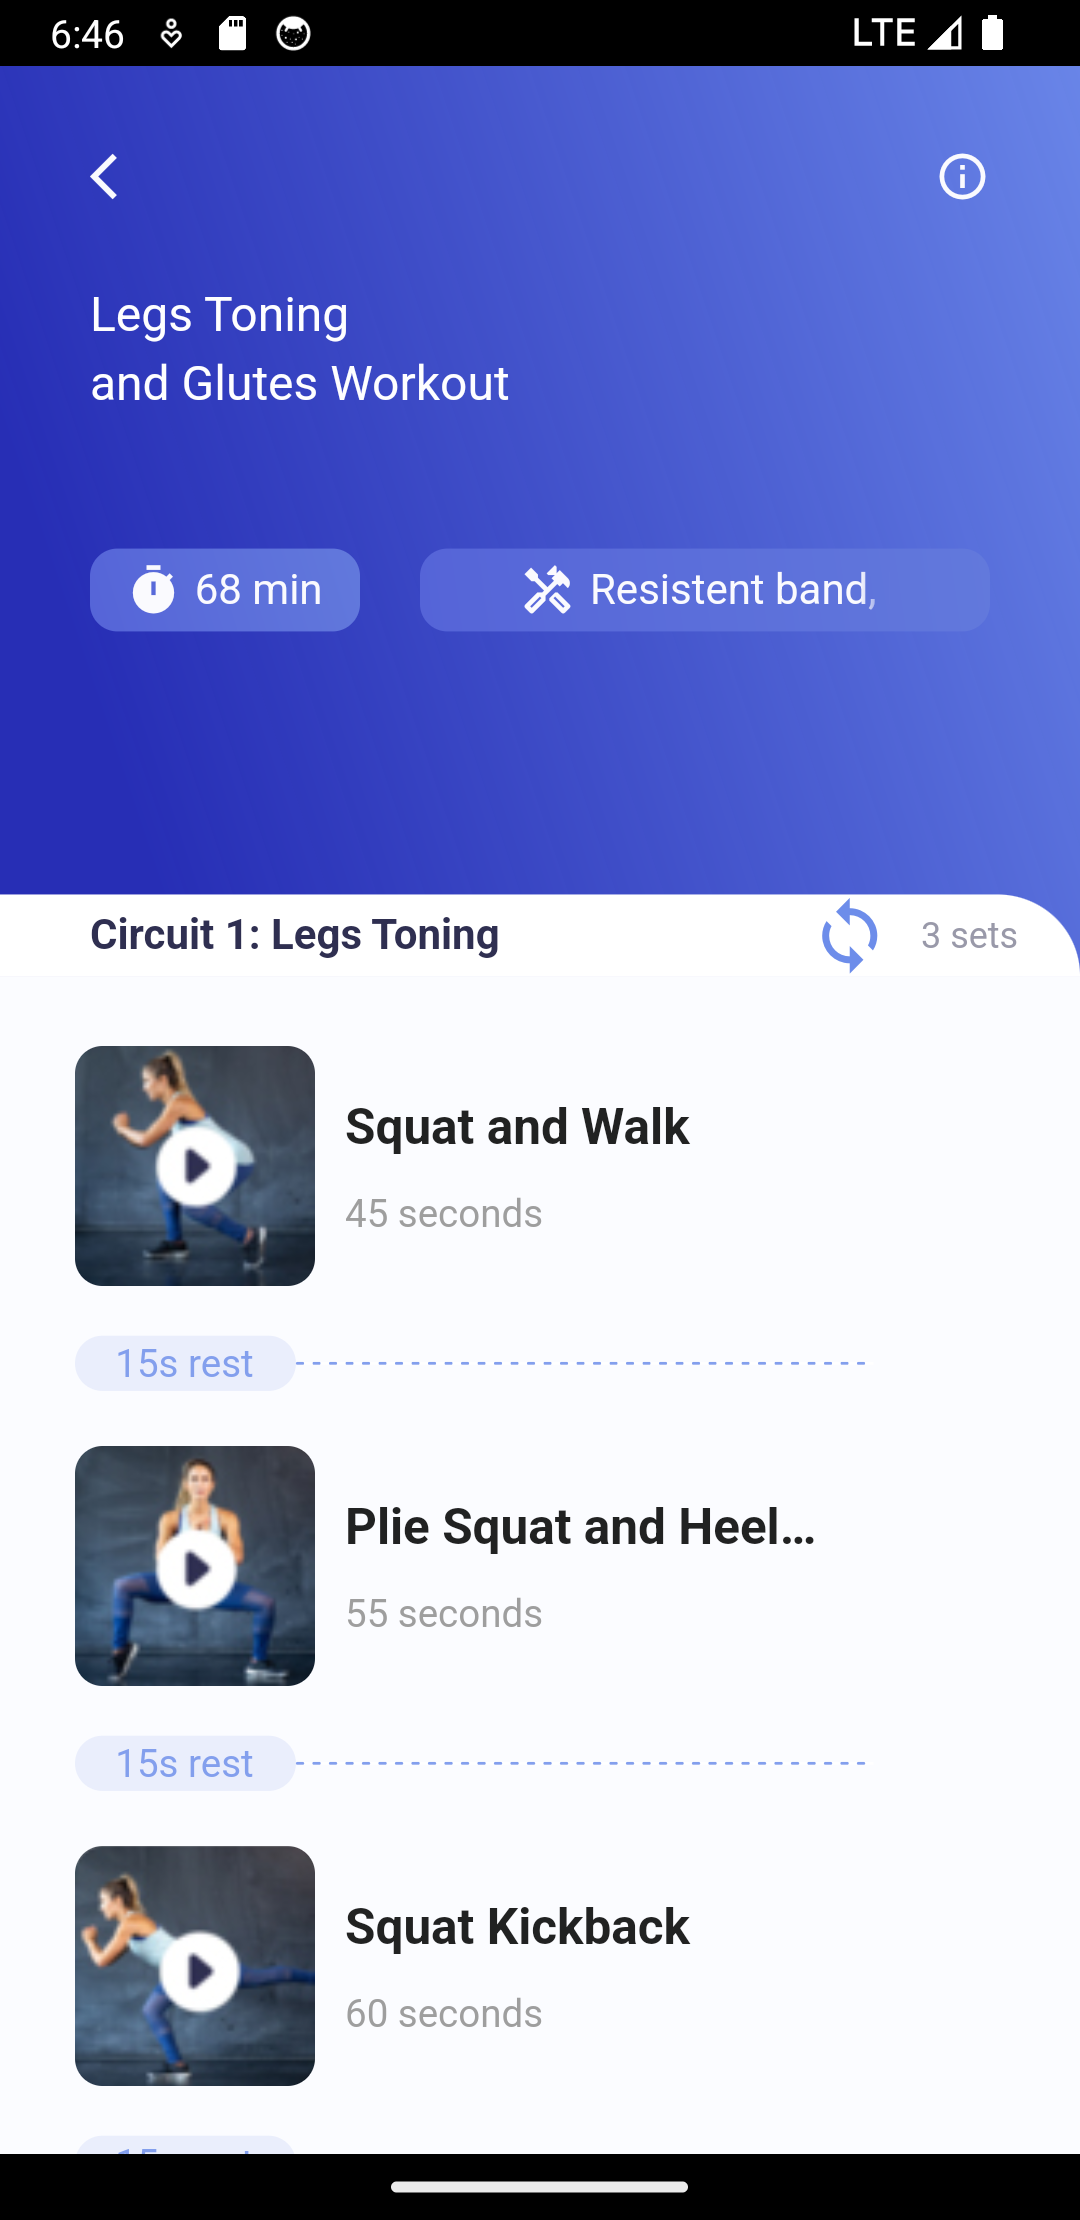 6:46
LTE
Legs Toning
and Glutes Workout
68 min
Resistent band,
Circuit 1: Legs Toning
3 sets
Squat and Walk
45 seconds
15s rest
Plie Squat and Heel...
55 seconds
15s rest
Squat Kickback
60 seconds